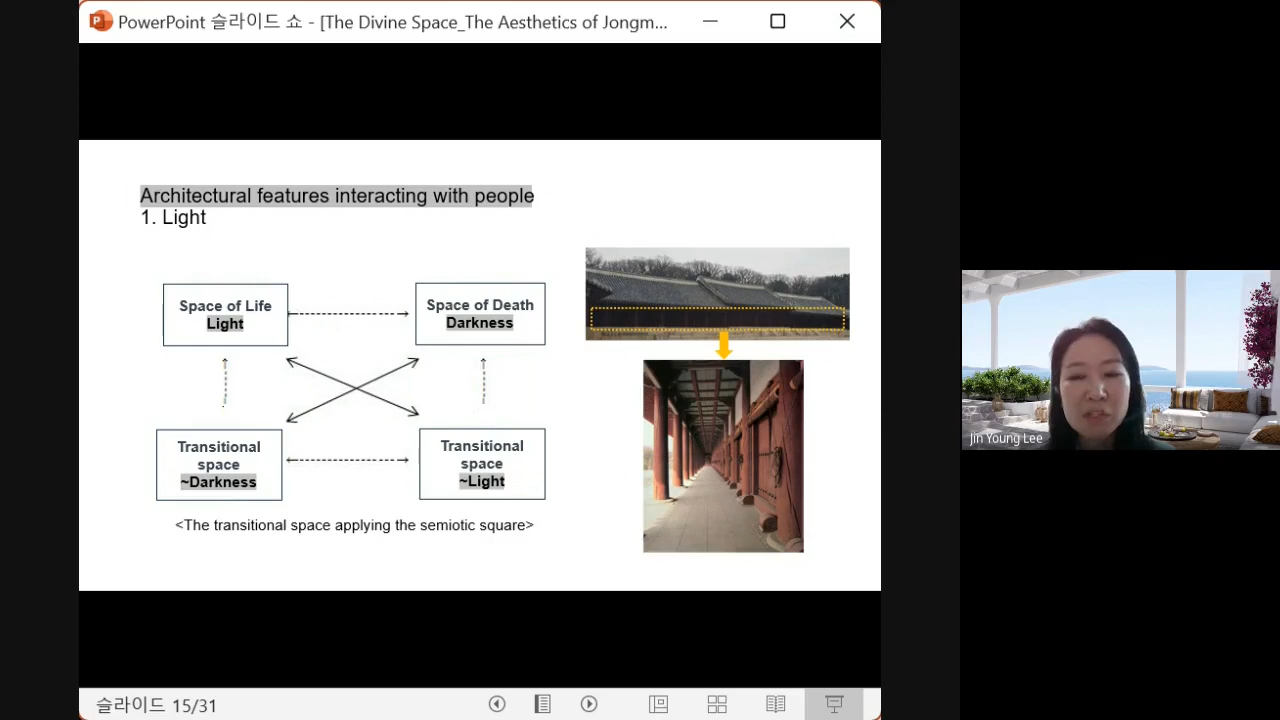 PowerPoint 슬라이드 쇼 - [The Divine Space_The Aesthetics of Jongm...
Architectural features interacting with people
1. Light
Space of Life
Light
Space of Death
Darkness
Transitional
space
~Darkness
Transitional
space
~Light
<The transitional space applying the semiotic square>
Jin Young Lee
슬라이드 15/31